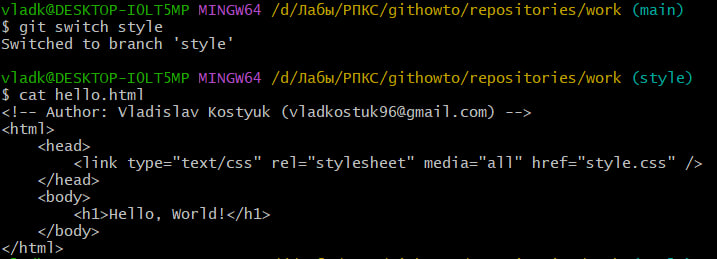 vladk@DESKTOP-IOLT5MP MINGW64 /d/Лабы/РПКС/githowto/repositories/work (main)
$ git switch style
Switched to branch 'style'
vladk@DESKTOP-IOLT5MP MINGW64 /d/Лабы/РПКС/githowto/repositories/work (style)
$ cat hello.html
<!-- Author: Vladislav Kostyuk (vladkostuk96@gmail.com) -->
<html>
    <head>
        <link type="text/css" rel="stylesheet" media="all" href="style.css" />
    </head>
    <body>
        <h1>Hello, World!</h1>
    </body>
</html>